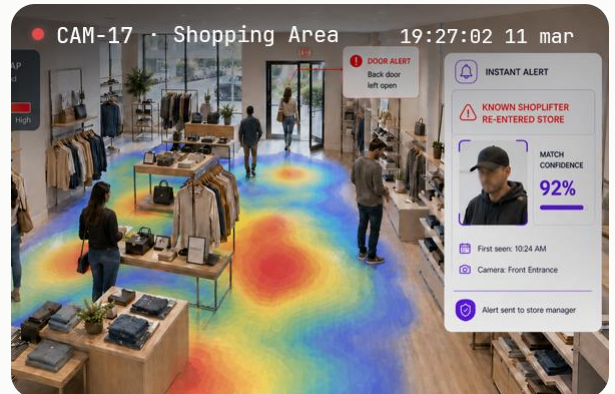 CAM-17 · Shopping Area
19:27:02 11 mar
AP
d
High
DOOR ALERT
Back door
left open
INSTANT ALERT
KNOWN SHOPLIFTER
RE-ENTERED STORE
MATCH
CONFIDENCE
92%
First seen: 10:24 AM
Camera: Front Entrance
Alert sent to store manager